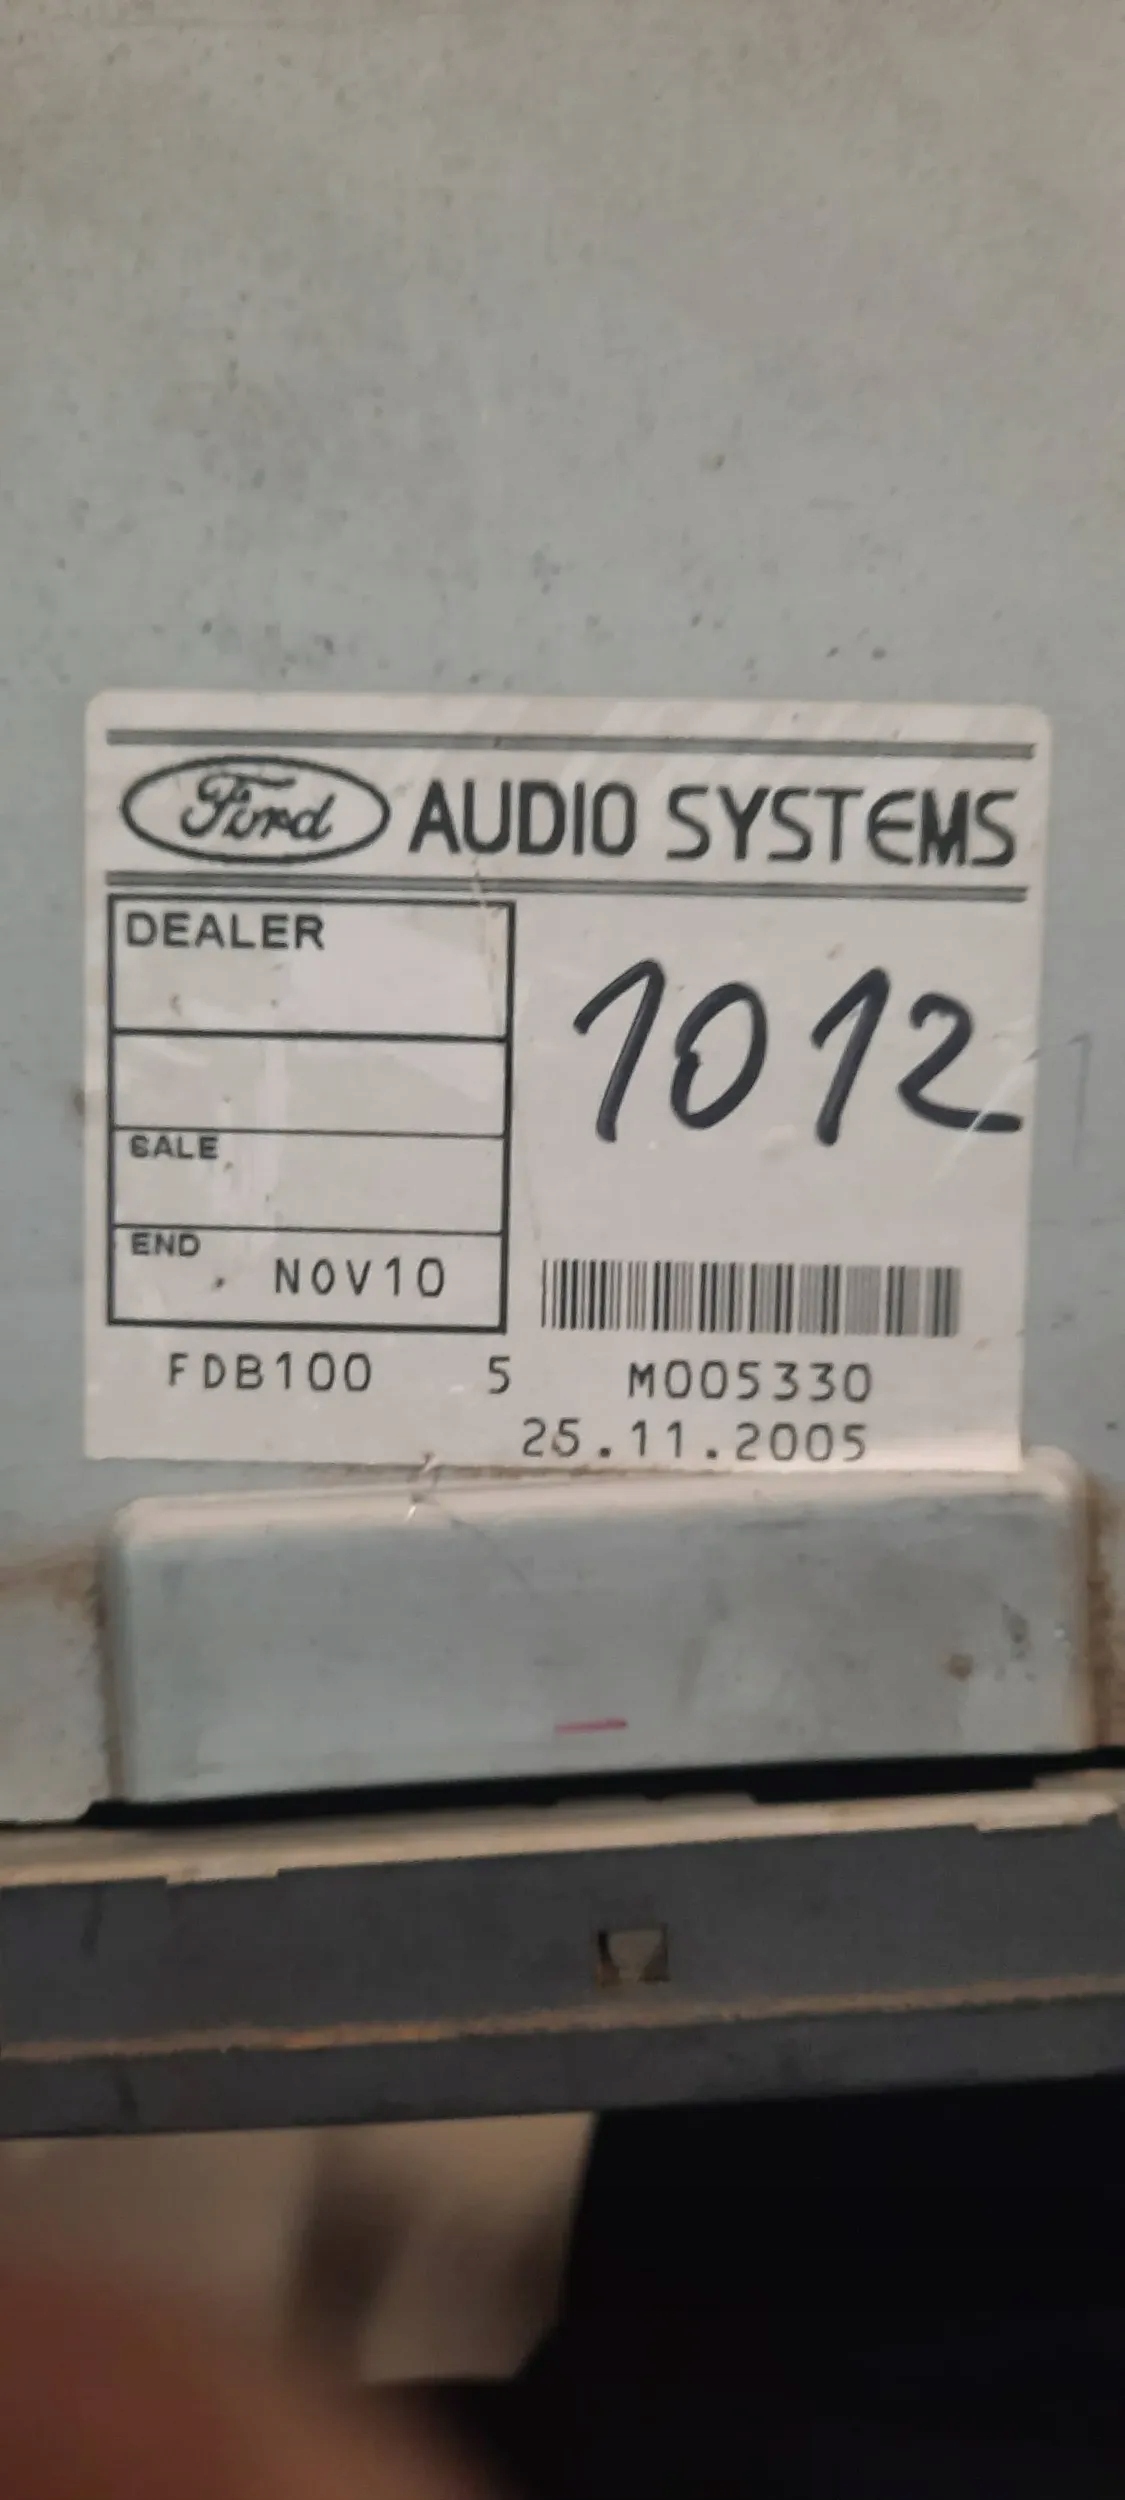 Ford AUDIO SYSTEMS
DEALER
1012
SALE
END
NOV10
FDB100 5 M005330
25.11.2005